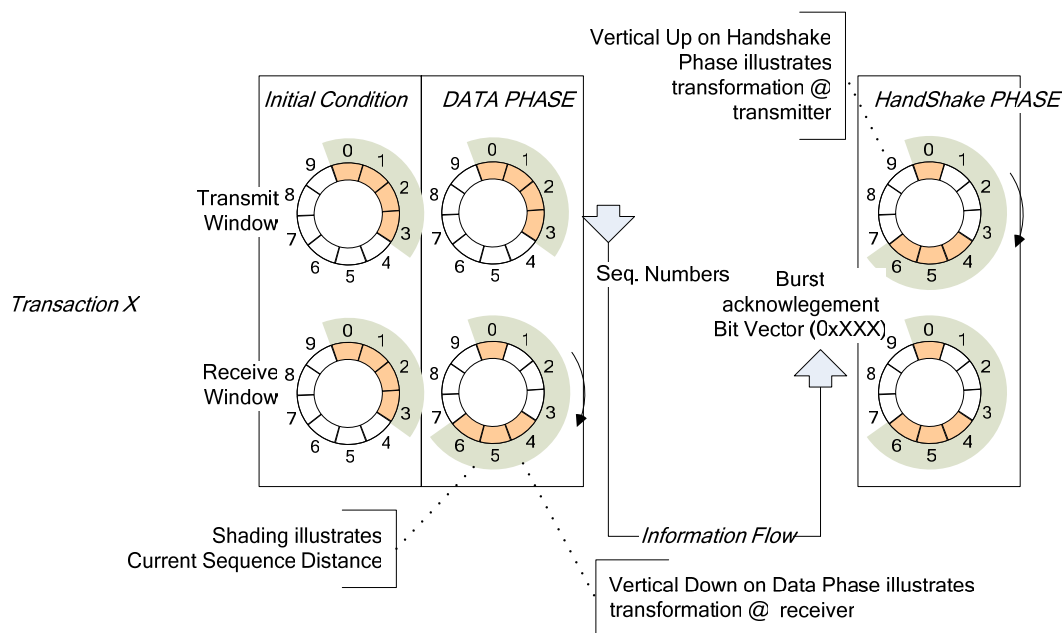 Vertical Up on Handshake
Phase illustrates
transformation @
transmitter
Initial Condition
DATA PHASE
HandShake PHASE
Transmit
Window
0
1
2
3
4
5
6
7
8
9
0
1
2
3
4
5
6
7
8
9
0
1
2
3
4
5
6
7
8
9
Seq. Numbers
Burst
acknowlegement
Bit Vector (0xXXX)
Transaction X
Receive
Window
0
1
2
3
4
5
6
7
8
9
0
1
2
3
4
5
6
7
8
9
0
1
2
3
4
5
6
7
8
9
Shading illustrates
Current Sequence Distance
Information Flow
Vertical Down on Data Phase illustrates
transformation @ receiver